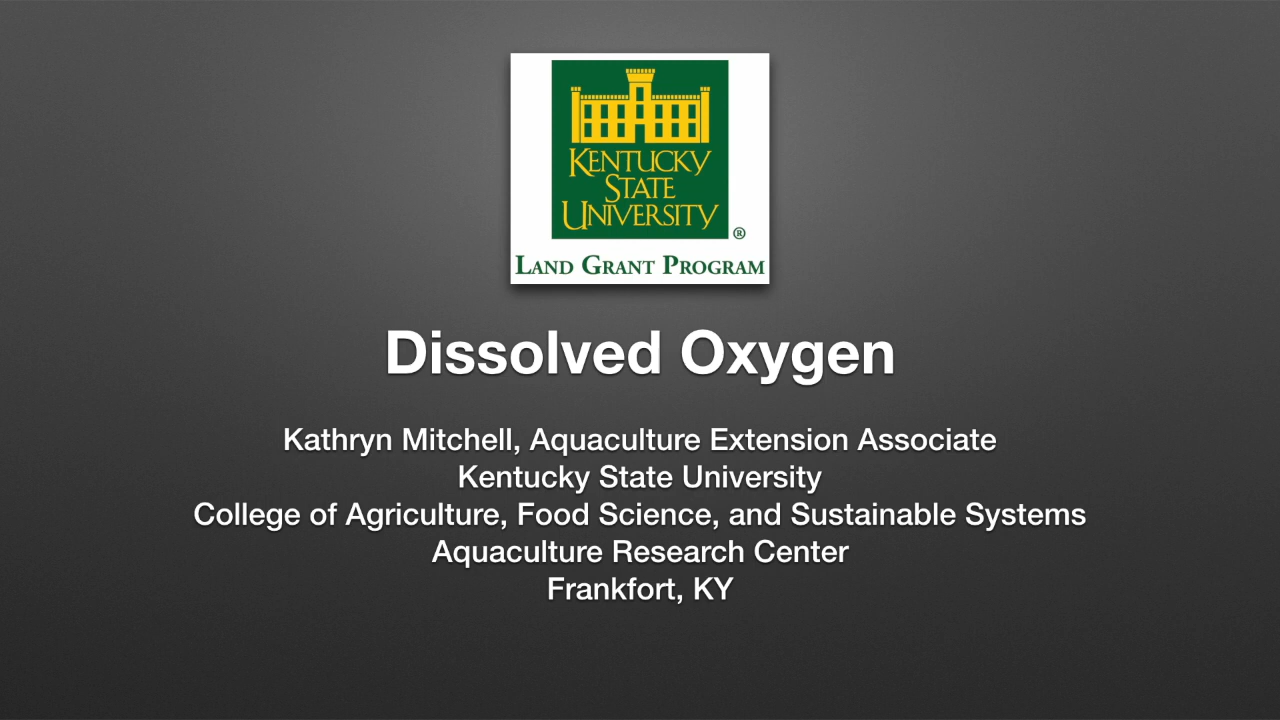 KENTUCKY
STATE
UNIVERSITY
®
LAND GRANT PROGRAM
Dissolved Oxygen
Kathryn Mitchell, Aquaculture Extension Associate
Kentucky State University
College of Agriculture, Food Science, and Sustainable Systems
Aquaculture Research Center
Frankfort, KY